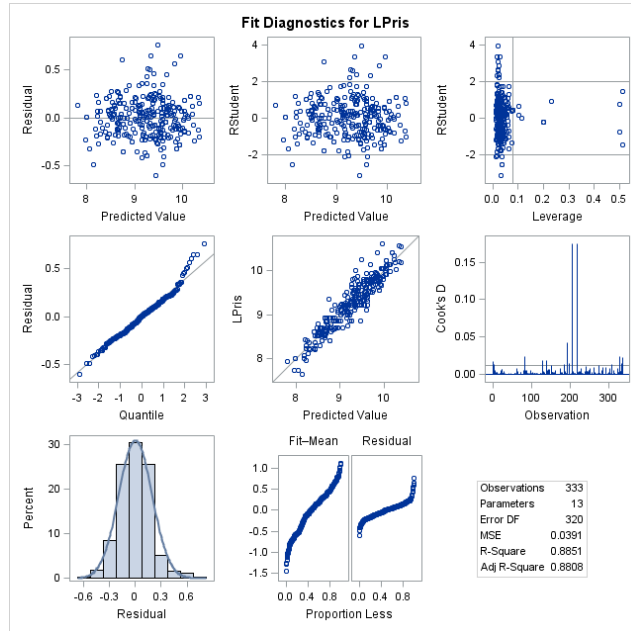 Fit Diagnostics for LPris
Residual
0.5
0.0
-0.5
8
9
10
Predicted Value
RStudent
4
2
0
-2
8
9
10
Predicted Value
RStudent
4
2
0
-2
0.0
0.1
0.2
0.3
0.4
0.5
Leverage
Residual
0.5
0.0
-0.5
-3
-2
-1
0
1
2
3
Quantile
LPris
10
9
8
8
9
10
Predicted Value
Cook's D
0.15
0.10
0.05
0.00
0
100
200
300
Observation
Percent
30
20
10
0
-0.6
-0.3
0
0.3
0.6
Residual
Fit–Mean
Residual
1.0
0.5
0.0
-0.5
-1.0
-1.5
0.0
0.4
0.8
0.0
0.4
0.8
Proportion Less
Observations 333
Parameters 13
Error DF 320
MSE 0.0391
R-Square 0.8851
Adj R-Square 0.8808